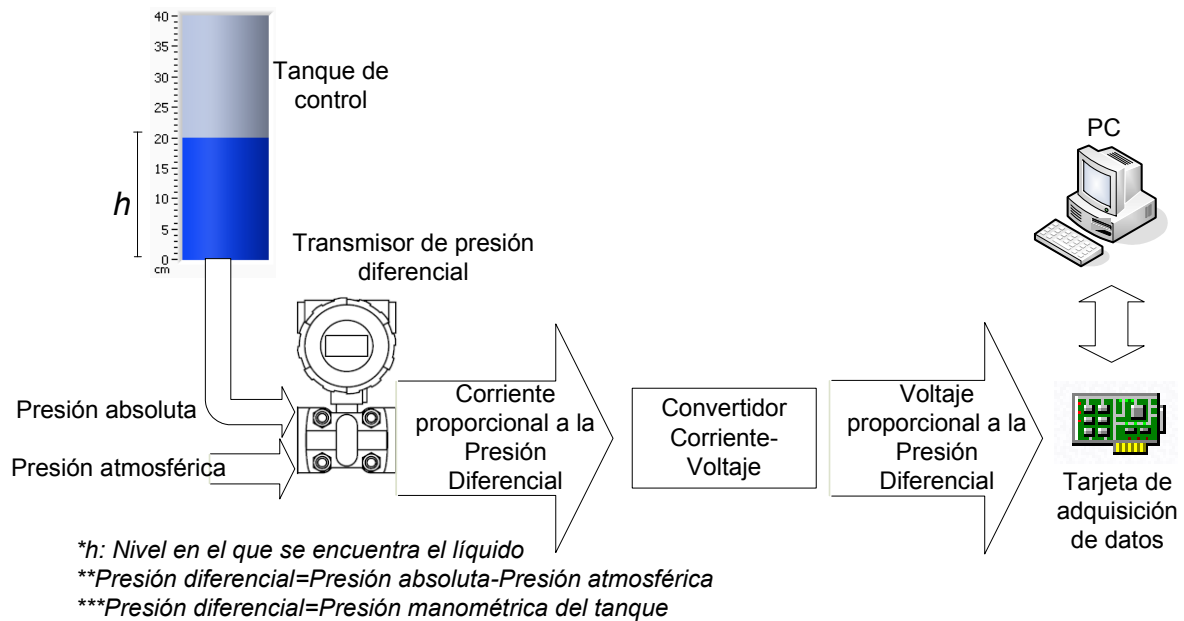 40
35
30
25
20
15
10
5
0
cm
h
Tanque de
control
Transmisor de presión
diferencial
Presión absoluta
Presión atmosférica
Corriente
proporcional a la
Presión
Diferencial
Convertidor
Corriente-
Voltaje
Voltaje
proporcional a la
Presión
Diferencial
PC
Tarjeta de
adquisición
de datos
*h: Nivel en el que se encuentra el líquido
**Presión diferencial=Presión absoluta-Presión atmosférica
***Presión diferencial=Presión manométrica del tanque